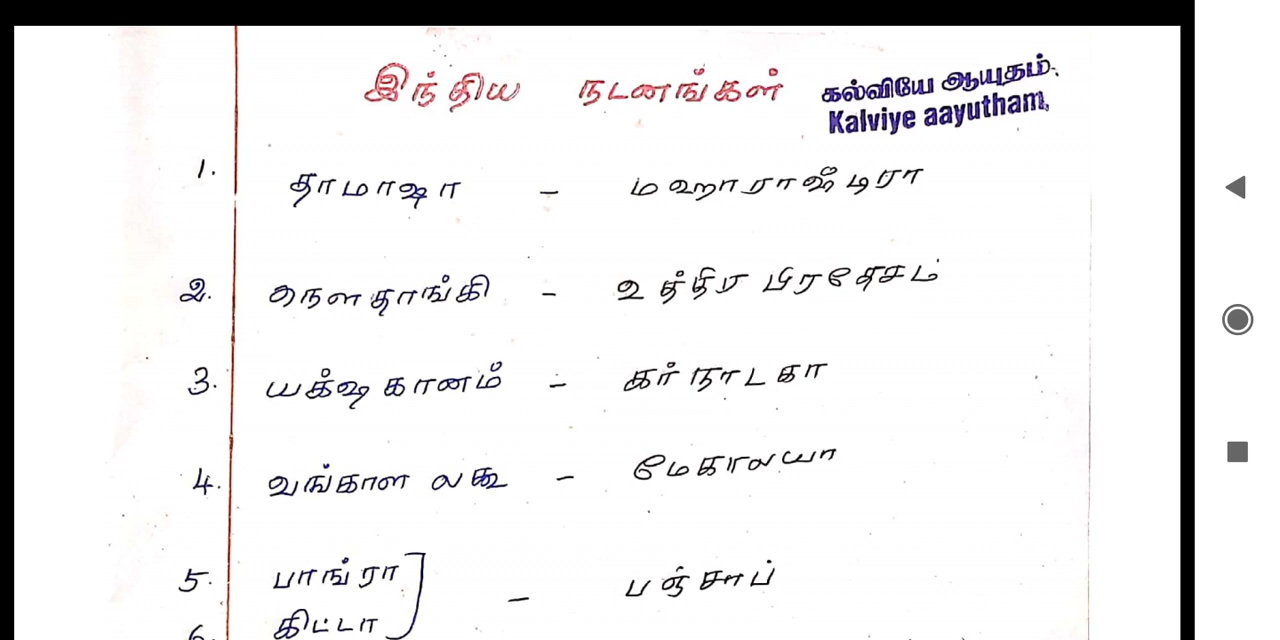 இந்திய நடனங்கள்
கல்வியே ஆயுதம்.
Kalviye aayutham,
1. தாமாஷா - மஹாராஷ்டிரா
2. நௌதாங்கி - உத்திர பிரதேசம்
3. யக்‌ஷ கானம் - கர்நாடகா
4. வங்காள லகூ - மேகாலயா
5. பாங்ரா
6. கிட்டா
- பஞ்சாப்